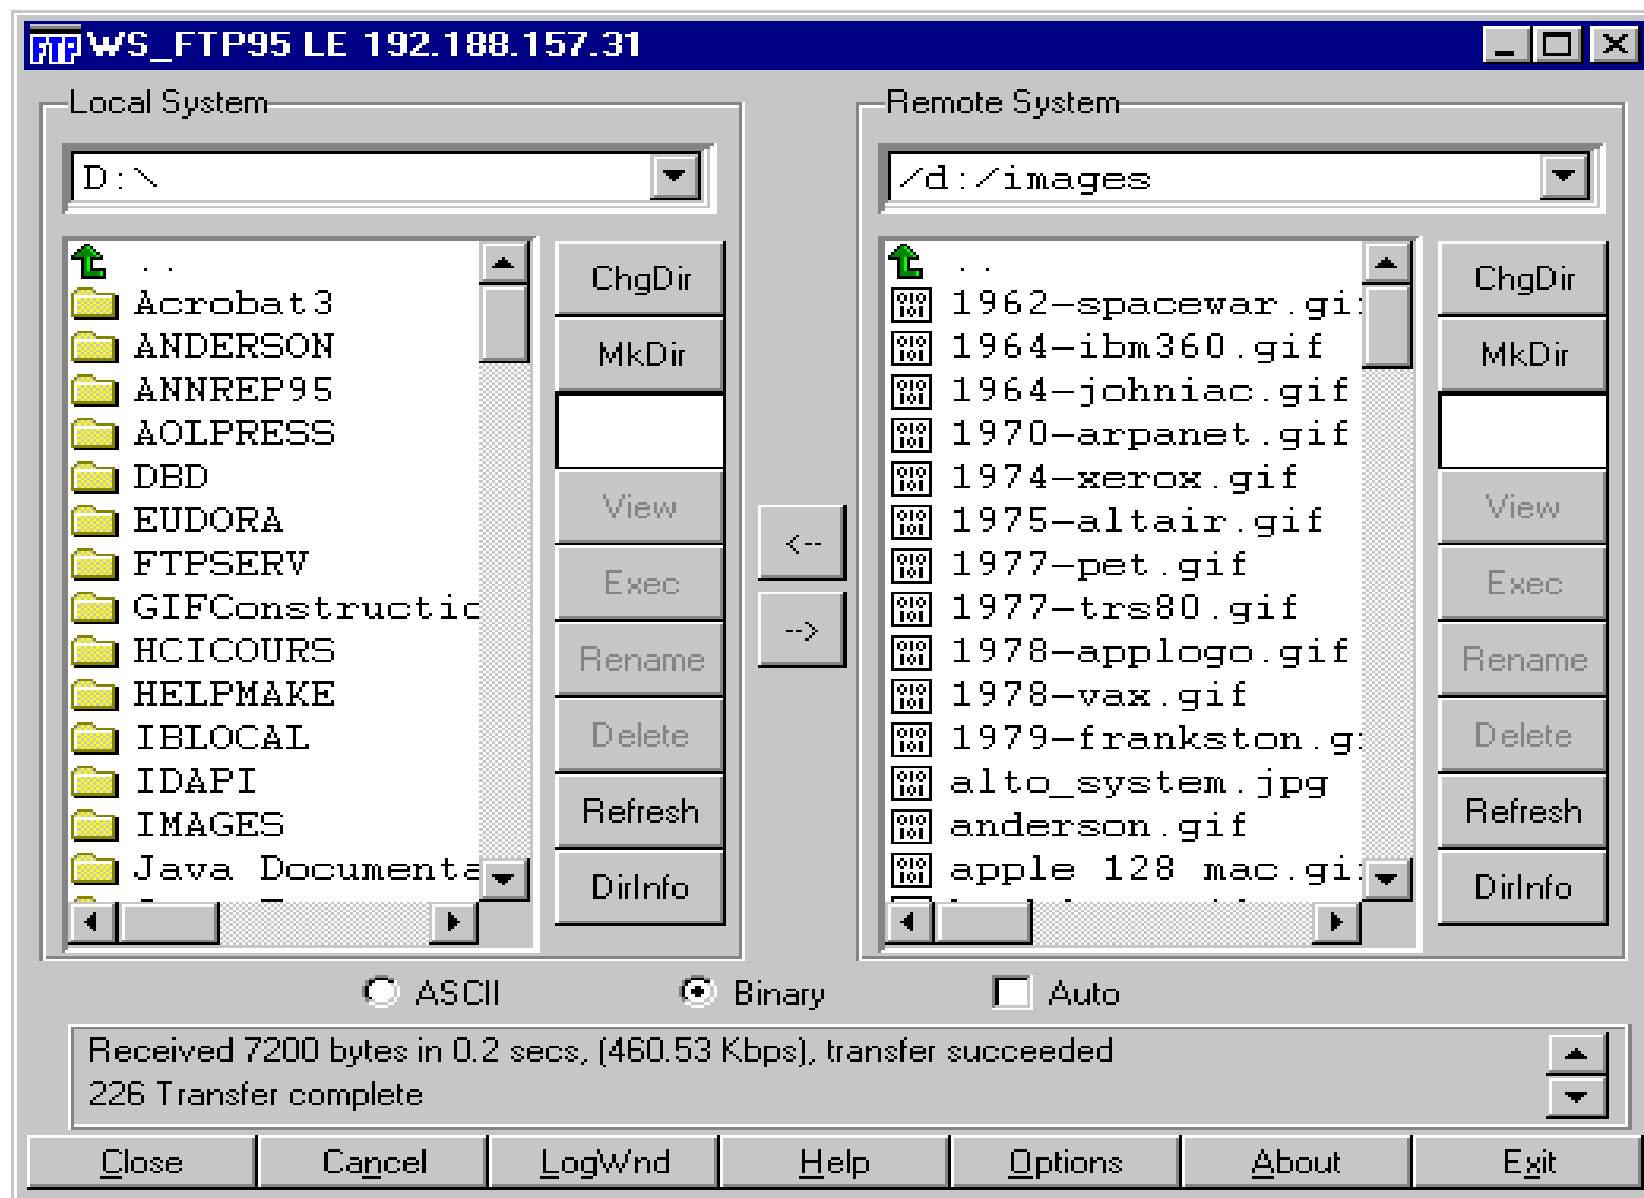 FTP WS_FTP95 LE 192.188.157.31
Local System
D:\
..
Acrobat3
ANDERSON
ANNREP95
AOLPRESS
DBD
EUDORA
FTPSERV
GIFConstructic
HCICOURS
HELPMAKE
IBLOCAL
IDAPI
IMAGES
Java Documenta
ChgDir
MkDir
View
Exec
Rename
Delete
Refresh
DirInfo
<--
-->
Remote System
/d:/images
..
1962-spacewar.gif
1964-ibm360.gif
1964-johniac.gif
1970-arpanet.gif
1974-xerox.gif
1975-altair.gif
1977-pet.gif
1977-trs80.gif
1978-applogo.gif
1978-vax.gif
1979-frankston.gi
alto_system.jpg
anderson.gif
apple 128 mac.gif
ChgDir
MkDir
View
Exec
Rename
Delete
Refresh
DirInfo
ASCII Binary Auto
Received 7200 bytes in 0.2 secs, (460.53 Kbps), transfer succeeded
226 Transfer complete
Close Cancel LogWnd Help Options About Exit